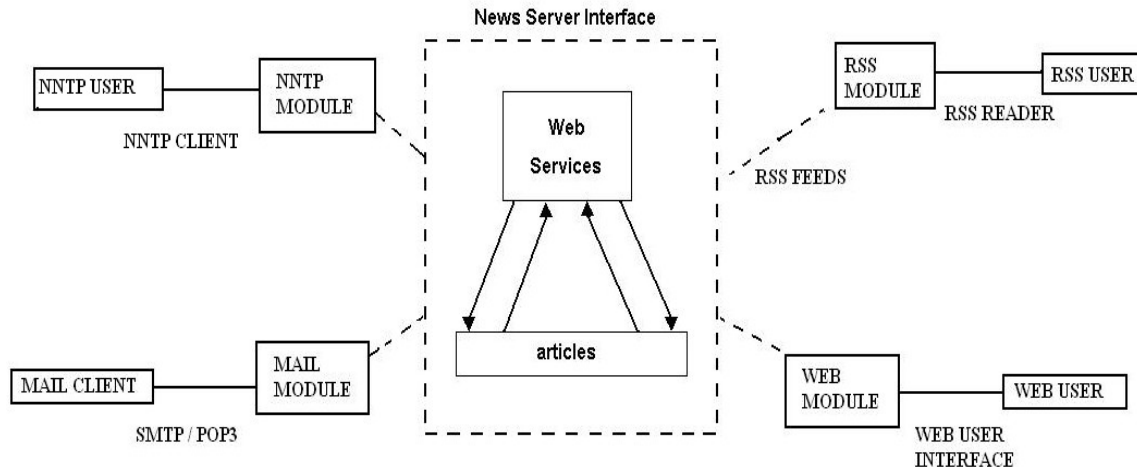 News Server Interface
NNTP USER
NNTP
MODULE
NNTP CLIENT
Web
Services
RSS
MODULE
RSS USER
RSS READER
RSS FEEDS
articles
MAIL CLIENT
MAIL
MODULE
SMTP / POP3
WEB
MODULE
WEB USER
WEB USER
INTERFACE